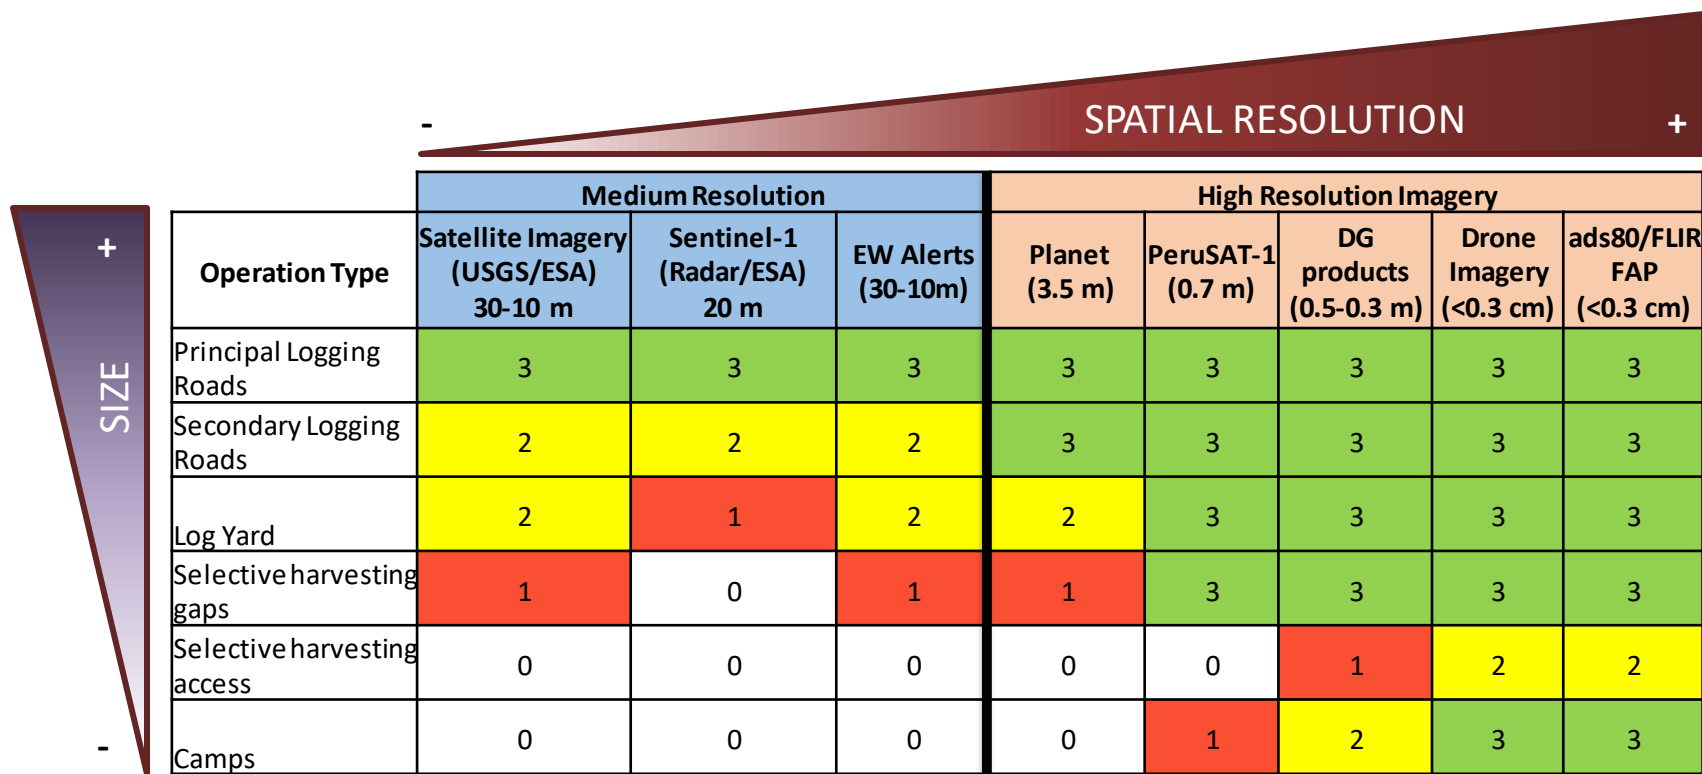 -
SPATIAL RESOLUTION
+
Medium Resolution
High Resolution Imagery
+
SIZE
-
Operation Type
Satellite Imagery
(USGS/ESA)
30-10 m
Sentinel-1
(Radar/ESA)
20 m
EW Alerts
(30-10m)
Planet
(3.5 m)
PeruSAT-1
(0.7 m)
DG
products
(0.5-0.3 m)
Drone
Imagery
(<0.3 cm)
ads80/FLIR
FAP
(<0.3 cm)
Principal Logging
Roads
3 3 3 3 3 3 3 3
Secondary Logging
Roads
2 2 2 3 3 3 3 3
Log Yard
2 1 2 2 3 3 3 3
Selective harvesting
gaps
1 0 1 1 3 3 3 3
Selective harvesting
access
0 0 0 0 0 1 2 2
Camps
0 0 0 0 1 2 3 3